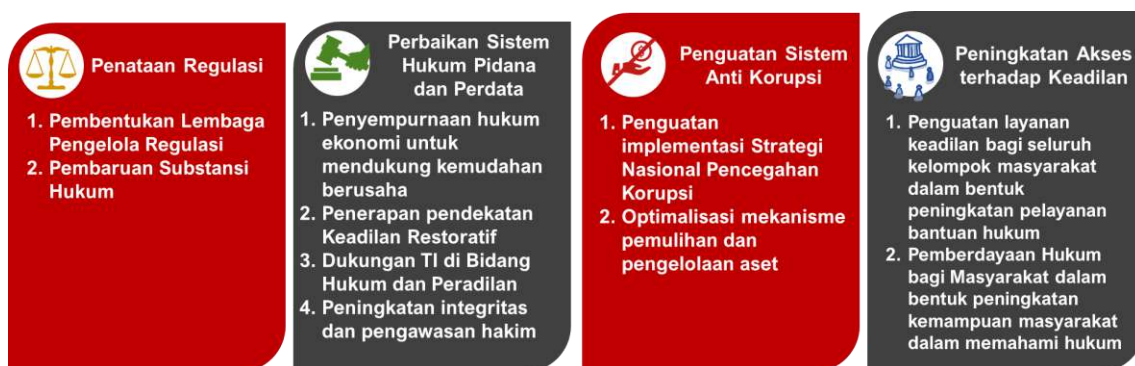 Penataan Regulasi
1. Pembentukan Lembaga
Pengelola Regulasi
2. Pembaruan Substansi
Hukum
Perbaikan Sistem
Hukum Pidana
dan Perdata
1. Penyempurnaan hukum
ekonomi untuk
mendukung kemudahan
berusaha
2. Penerapan pendekatan
Keadilan Restoratif
3. Dukungan TI di Bidang
Hukum dan Peradilan
4. Peningkatan integritas
dan pengawasan hakim
Penguatan Sistem
Anti Korupsi
1. Penguatan
implementasi Strategi
Nasional Pencegahan
Korupsi
2. Optimalisasi mekanisme
pemulihan dan
pengelolaan aset
Peningkatan Akses
terhadap Keadilan
1. Penguatan layanan
keadilan bagi seluruh
kelompok masyarakat
dalam bentuk
peningkatan pelayanan
bantuan hukum
2. Pemberdayaan Hukum
bagi Masyarakat dalam
bentuk peningkatan
kemampuan masyarakat
dalam memahami hukum